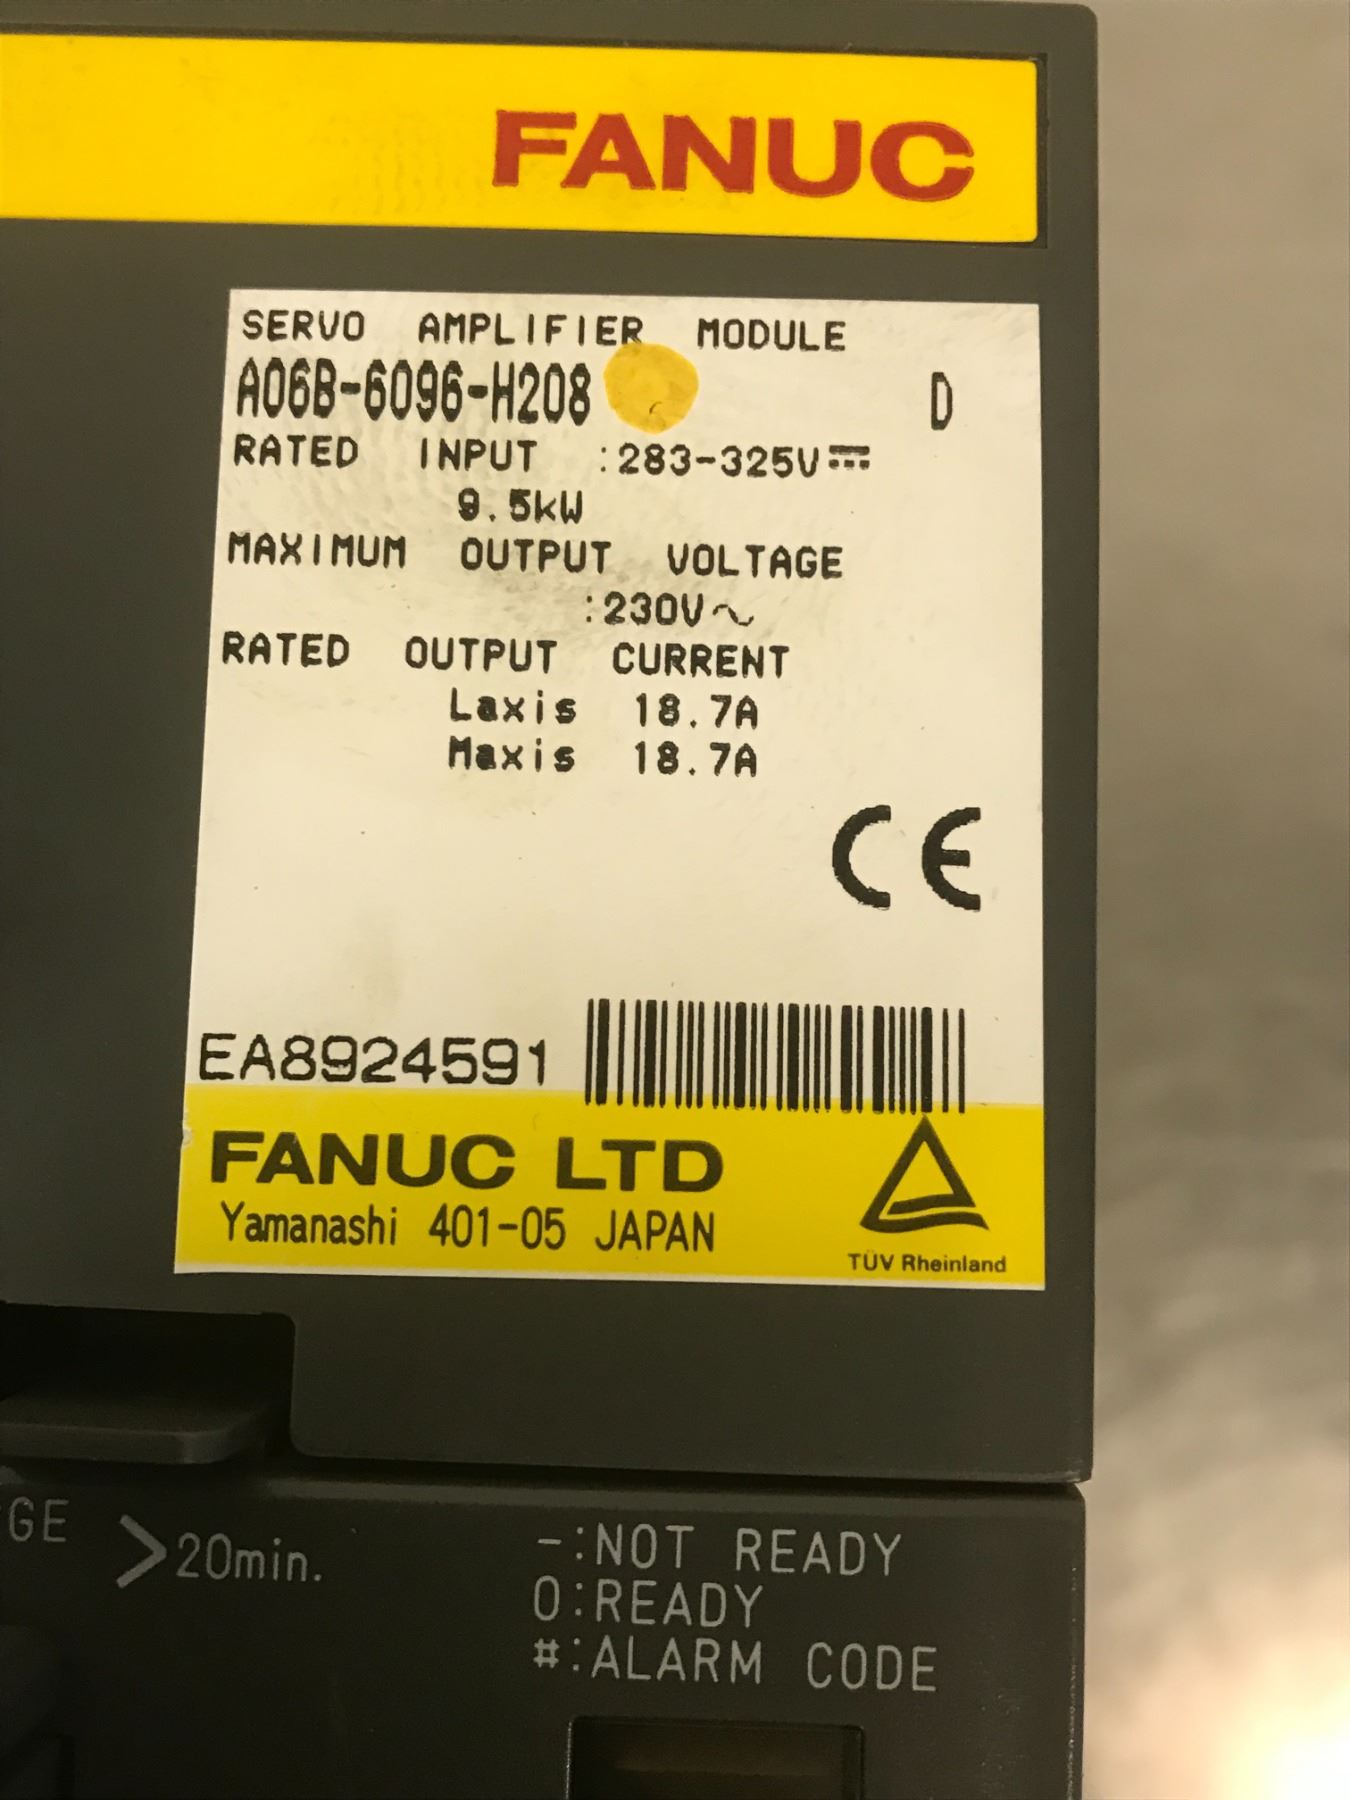 FANUC
SERVO AMPLIFIER MODULE
A06B-6096-H208 D
RATED INPUT :283-325V⎓
9.5kW
MAXIMUM OUTPUT VOLTAGE
:230V~
RATED OUTPUT CURRENT
Laxis 18.7A
Maxis 18.7A
CE
EA8924591
FANUC LTD
Yamanashi 401-05 JAPAN
TÜV Rheinland
GE >20min.
-:NOT READY
0:READY
#:ALARM CODE